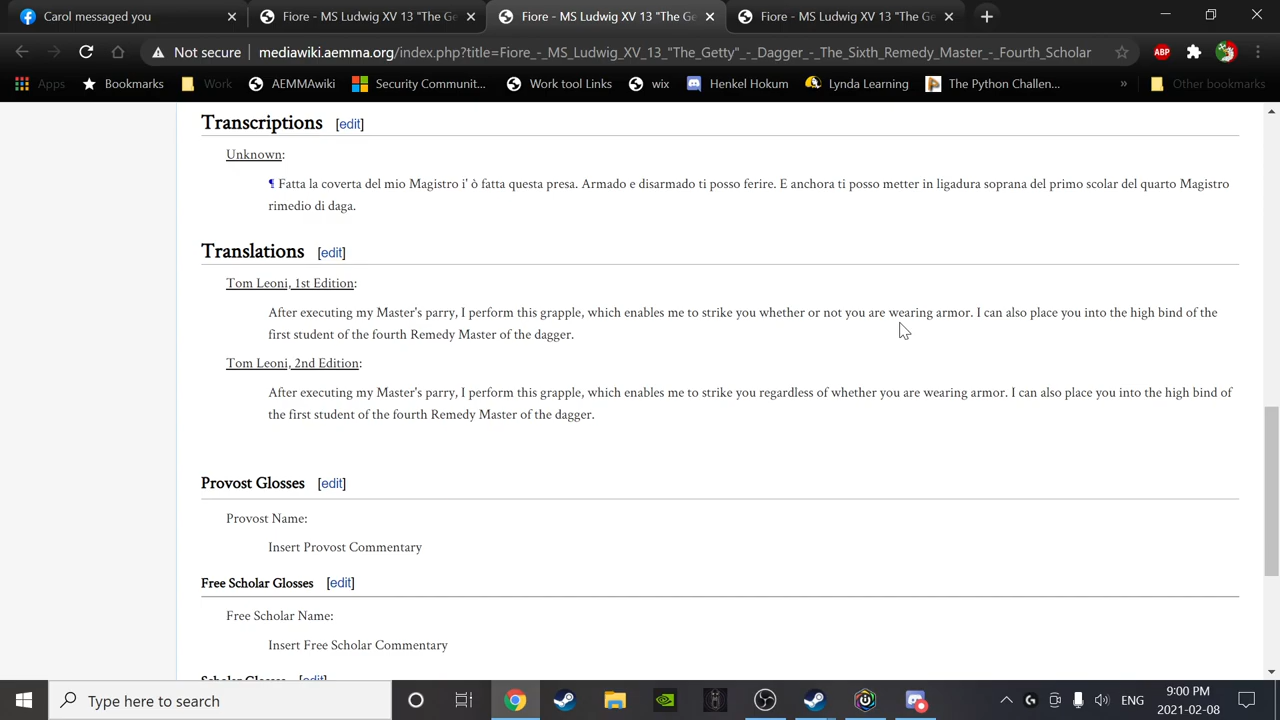 Carol messaged you
Fiore - MS Ludwig XV 13 "The Ge
Fiore - MS Ludwig XV 13 "The Ge
Fiore - MS Ludwig XV 13 "The Ge
Not secure mediawiki.aemma.org/index.php?title=Fiore_-_MS_Ludwig_XV_13_"The_Getty"_-_Dagger_-_The_Sixth_Remedy_Master_-_Fourth_Scholar
ABP
Apps Bookmarks Work AEMMAwiki Security Communit... Work tool Links wix Henkel Hokum Lynda Learning The Python Challen... » Other bookmarks
Transcriptions [edit]
Unknown:
¶ Fatta la coverta del mio Magistro i' ò fatta questa presa. Armado e disarmado ti posso ferire. E anchora ti posso metter in ligadura soprana del primo scolar del quarto Magistro
rimedio di daga.
Translations [edit]
Tom Leoni, 1st Edition:
After executing my Master's parry, I perform this grapple, which enables me to strike you whether or not you are wearing armor. I can also place you into the high bind of the
first student of the fourth Remedy Master of the dagger.
Tom Leoni, 2nd Edition:
After executing my Master's parry, I perform this grapple, which enables me to strike you regardless of whether you are wearing armor. I can also place you into the high bind of
the first student of the fourth Remedy Master of the dagger.
Provost Glosses [edit]
Provost Name:
Insert Provost Commentary
Free Scholar Glosses [edit]
Free Scholar Name:
Insert Free Scholar Commentary
Scholar Glosses [edit]
Type here to search
ENG
9:00 PM
2021-02-08